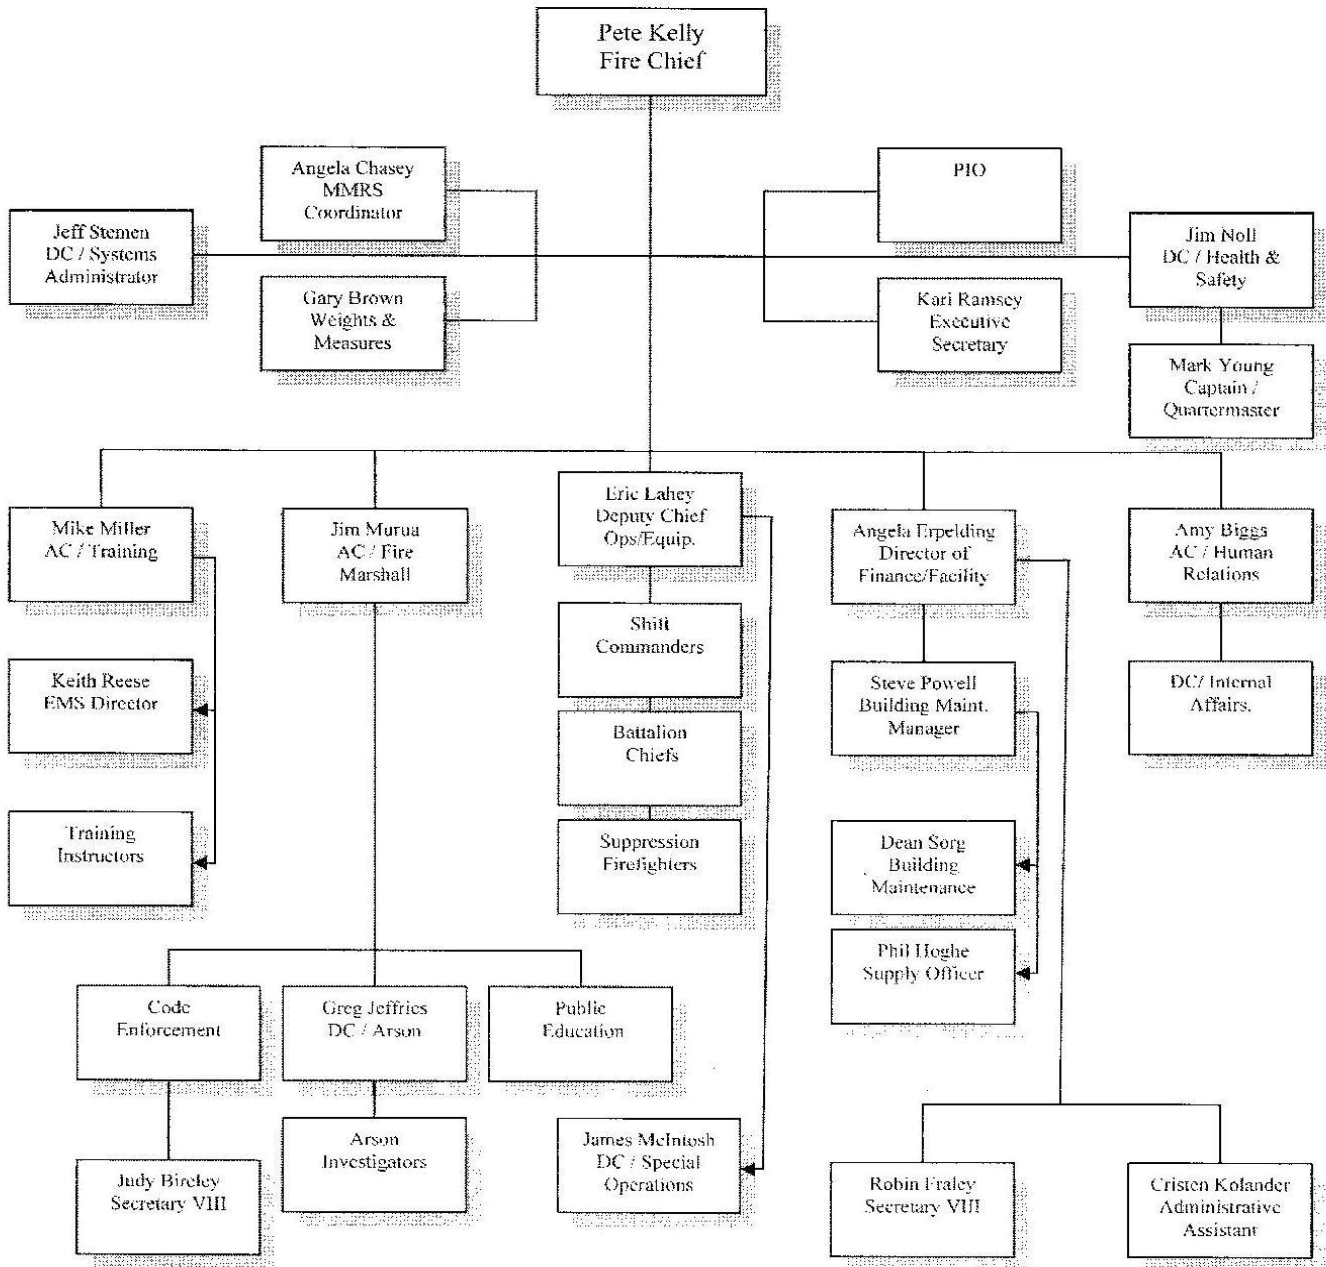 Pete Kelly
Fire Chief
Angela Chasey
MMRS
Coordinator
PIO
Jeff Stemen
DC / Systems
Administrator
Jim Noll
DC / Health &
Safety
Gary Brown
Weights &
Measures
Kari Ramsey
Executive
Secretary
Mark Young
Captain /
Quartermaster
Mike Miller
AC / Training
Jim Murua
AC / Fire
Marshall
Eric Lahey
Deputy Chief
Ops/Equip.
Angela Erpelding
Director of
Finance/Facility
Amy Biggs
AC / Human
Relations
Keith Reese
EMS Director
Shift
Commanders
Steve Powell
Building Maint.
Manager
DC/ Internal
Affairs.
Battalion
Chiefs
Training
Instructors
Suppression
Firefighters
Dean Sorg
Building
Maintenance
Phil Hoghe
Supply Officer
Code
Enforcement
Greg Jeffries
DC / Arson
Public
Education
Arson
Investigators
James McIntosh
DC / Special
Operations
Judy Bireley
Secretary VIII
Robin Fraley
Secretary VIII
Cristen Kolander
Administrative
Assistant